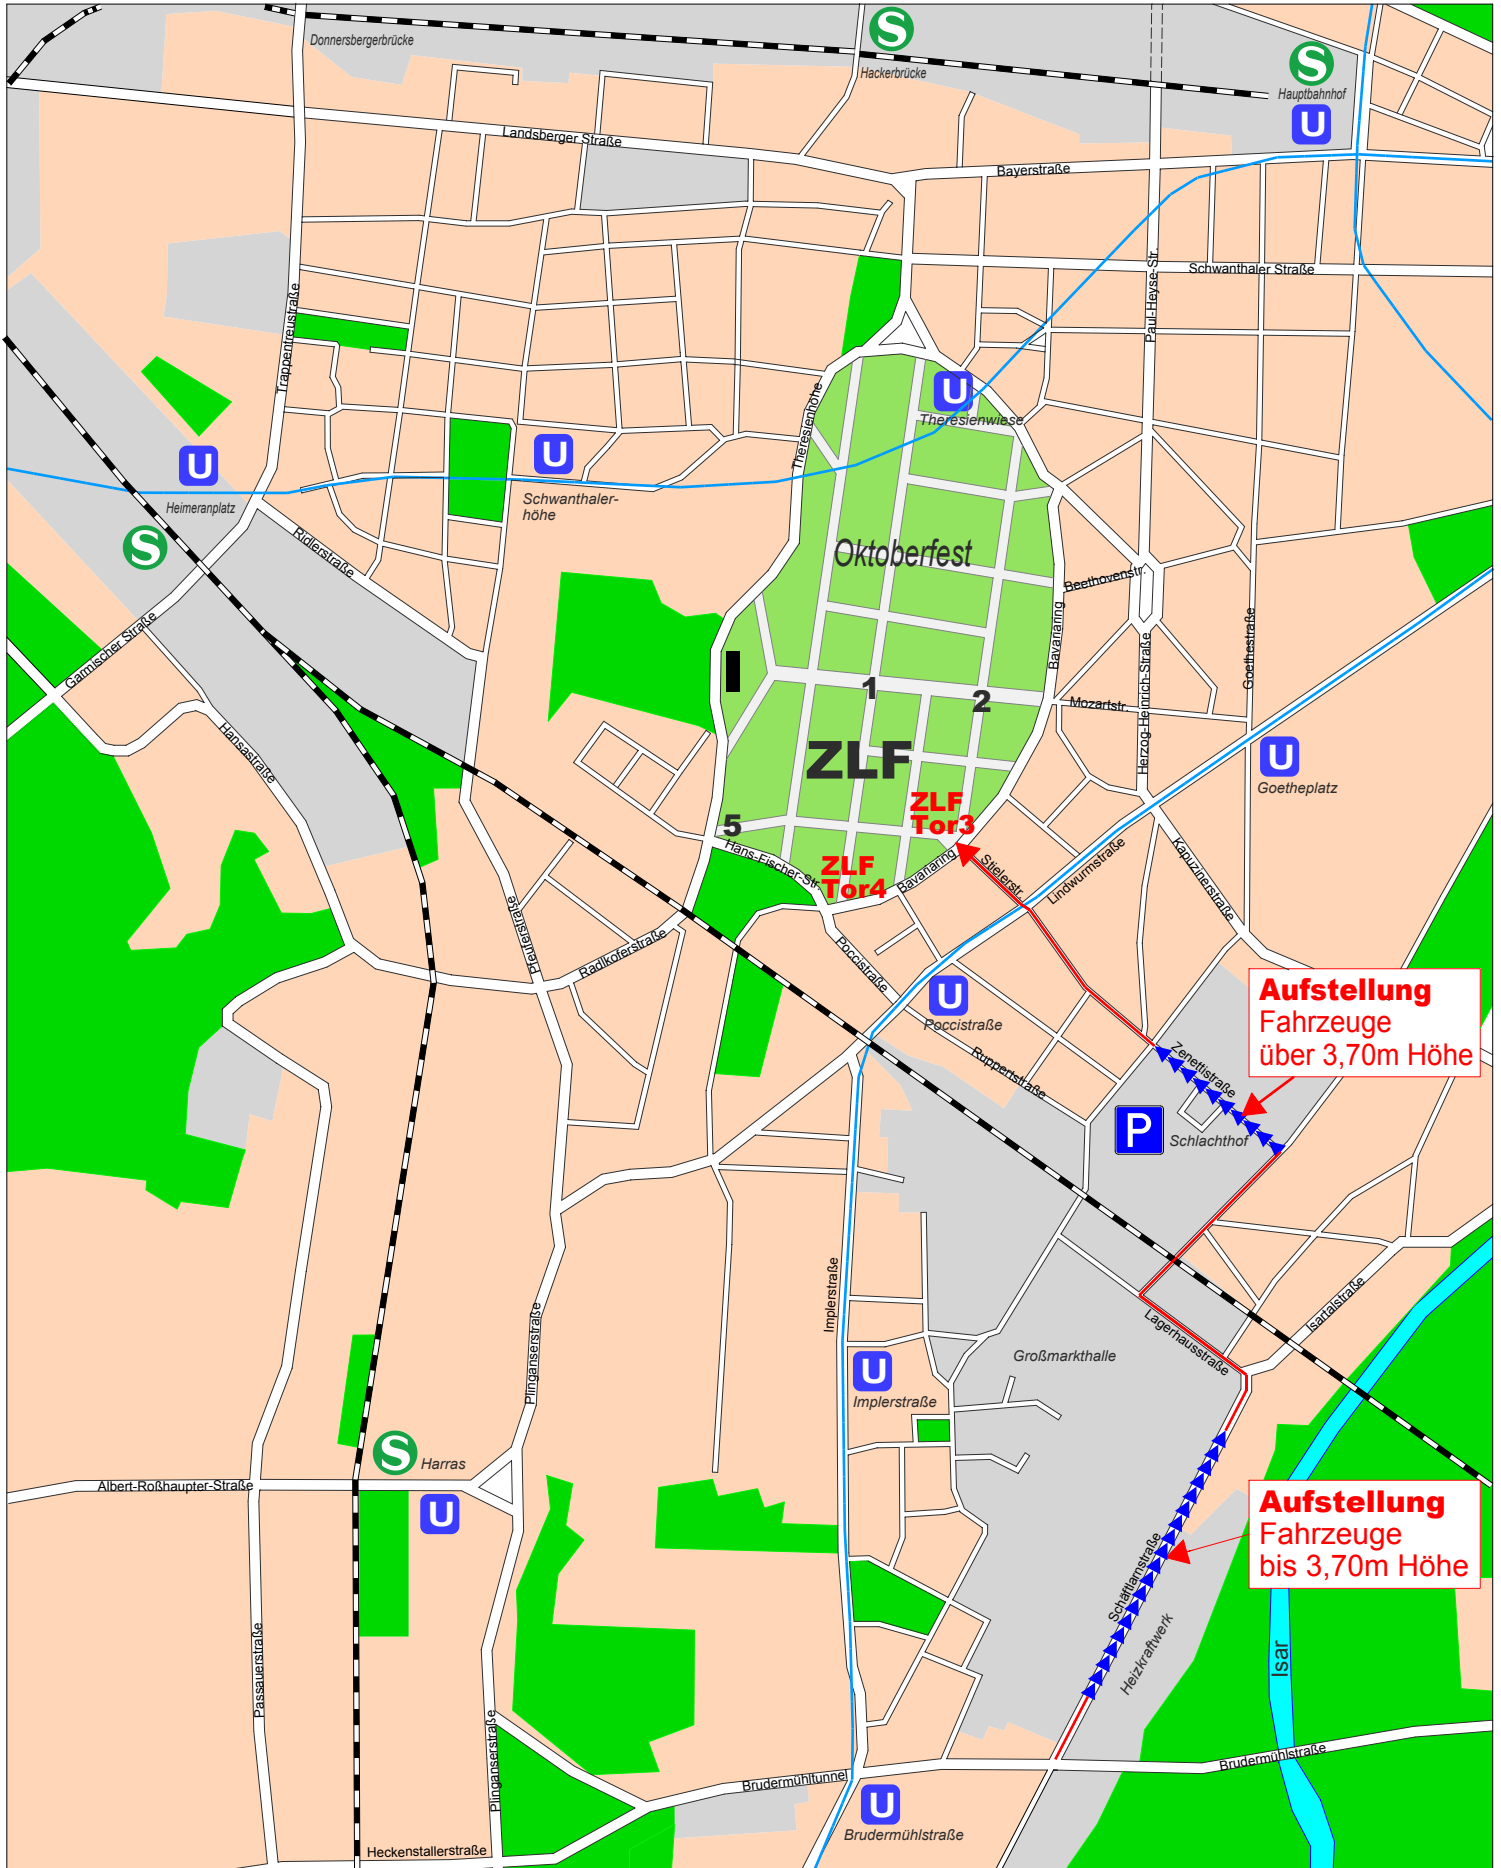 S
Donnersbergerbrücke
S
Hackerbrücke
Hauptbahnhof
U
Landsberger Straße
Bayerstraße
Schwanthaler Straße
Paul-Heyse-Str.
Trappentreustraße
Theresienhöhe
U
Theresienwiese
U
Heimeranplatz
U
Schwanthaler-
höhe
S
Ridlerstraße
Oktoberfest
Beethovenstr.
Bavariaring
Goethestraße
Garmischer Straße
Herzog-Heinrich-Straße
1
2
Mozartstr.
Hansastraße
ZLF
U
Goetheplatz
ZLF
Tor3
5
Hans-Fischer-Str.
ZLF
Tor4
Bavariaring
Stielerstr.
Lindwurmstraße
Kapuzinerstraße
Pfeuferstraße
Radlkoferstraße
Poccistraße
U
Poccistraße
Aufstellung
Fahrzeuge
über 3,70m Höhe
Zenettistraße
Ruppertstraße
P
Schlachthof
Implerstraße
Isartalstraße
Lagerhausstraße
Plinganserstraße
Großmarkthalle
U
Implerstraße
S
Harras
Albert-Roßhaupter-Straße
U
Aufstellung
Fahrzeuge
bis 3,70m Höhe
Schäftlarnstraße
Heizkraftwerk
Isar
Passauerstraße
Plinganserstraße
Brudermühltunnel
Brudermühlstraße
U
Brudermühlstraße
Heckenstallerstraße
S